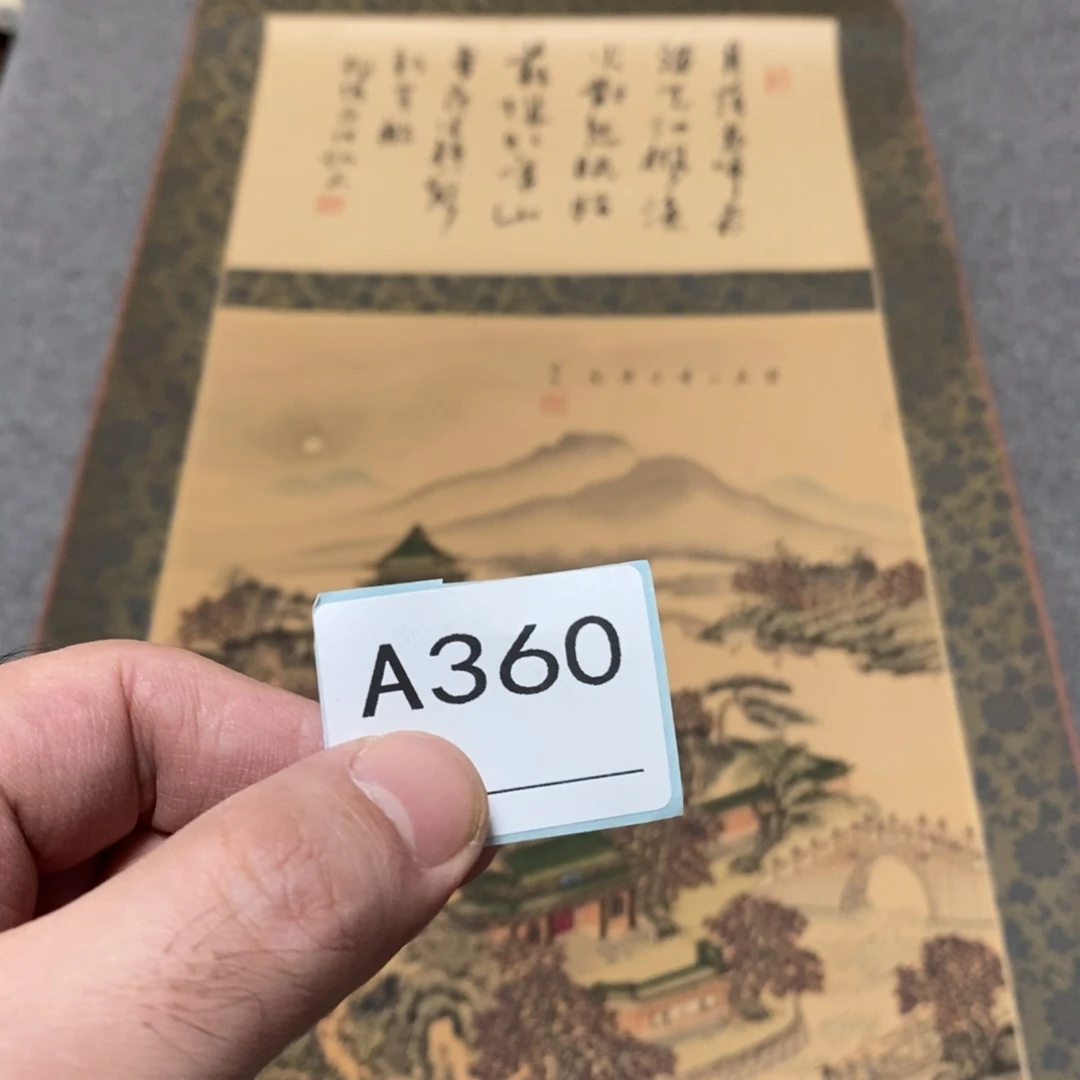 月落烏啼霜
滿天江楓漁
火對愁眠姑
蘇城外寒山
寺夜半鐘聲
到客船
A360